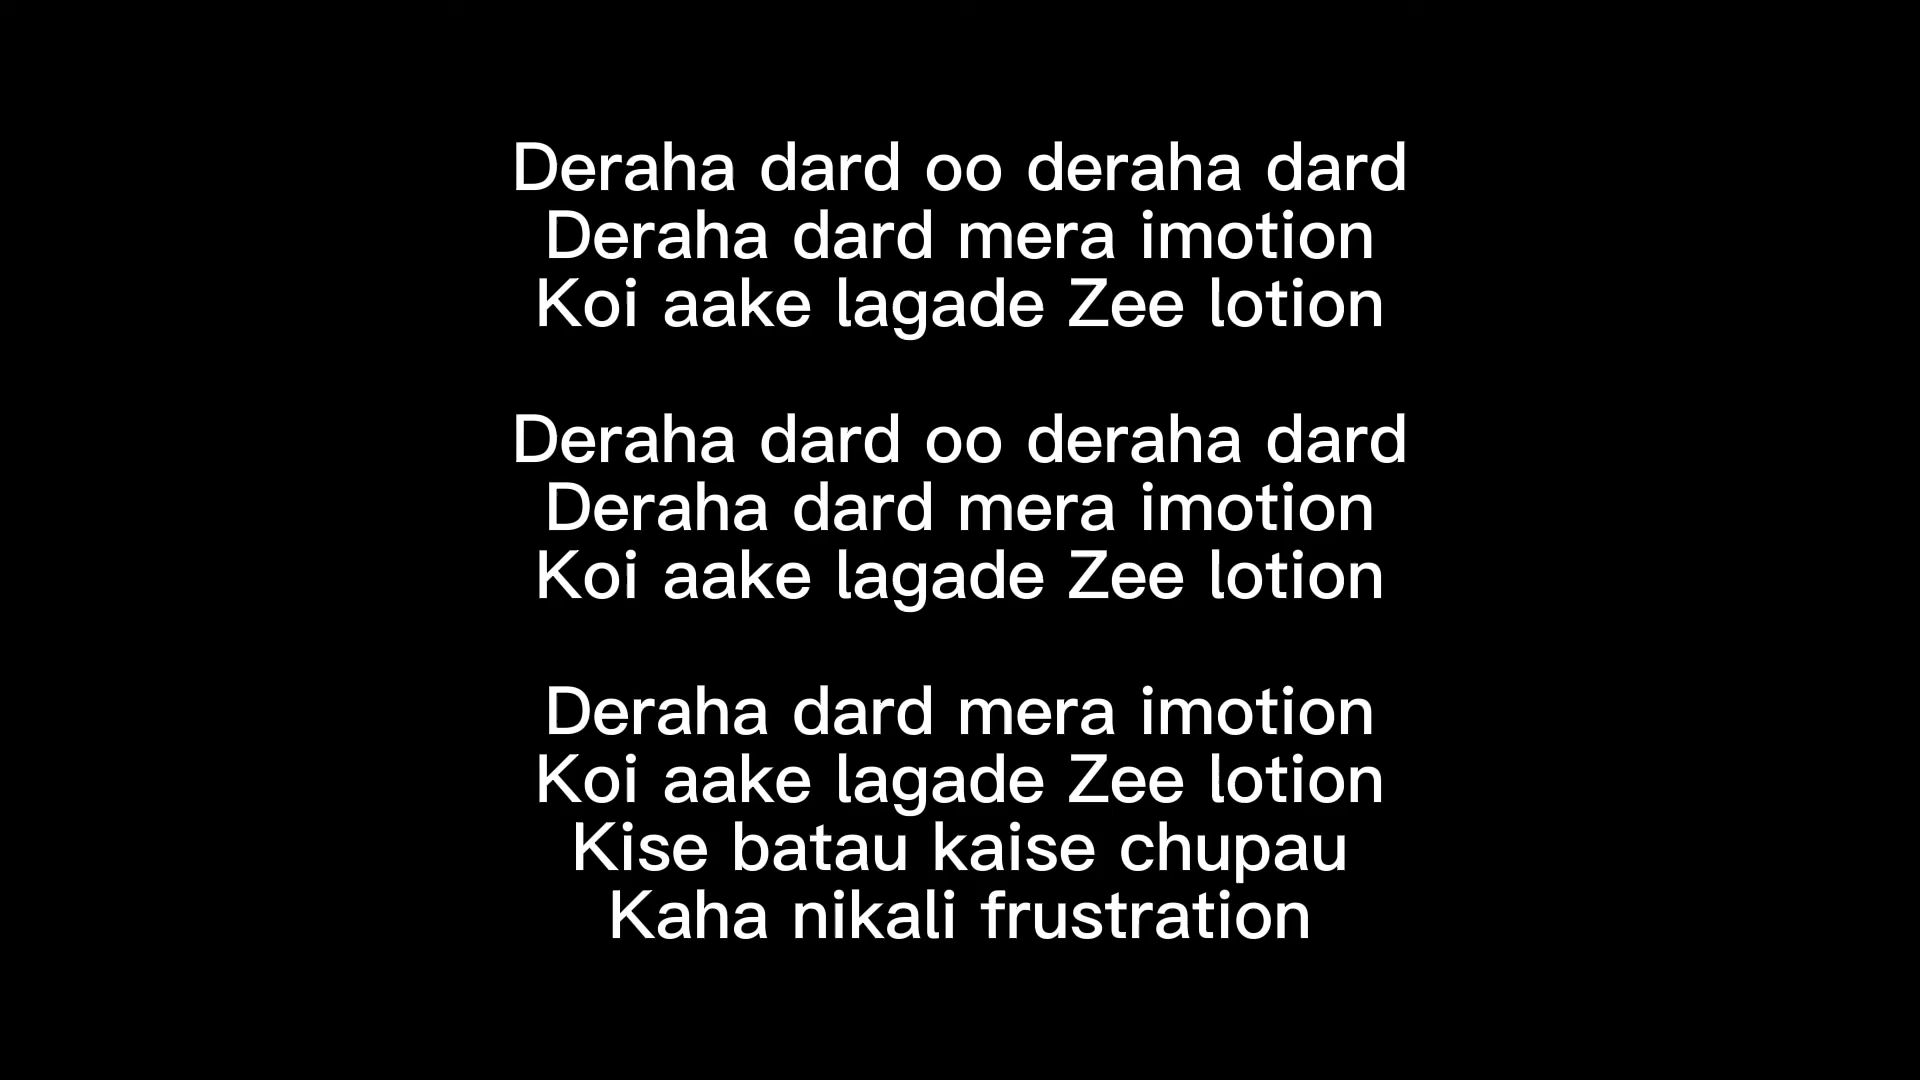 Deraha dard oo deraha dard
Deraha dard mera imotion
Koi aake lagade Zee lotion
Deraha dard oo deraha dard
Deraha dard mera imotion
Koi aake lagade Zee lotion
Deraha dard mera imotion
Koi aake lagade Zee lotion
Kise batau kaise chupau
Kaha nikali frustration